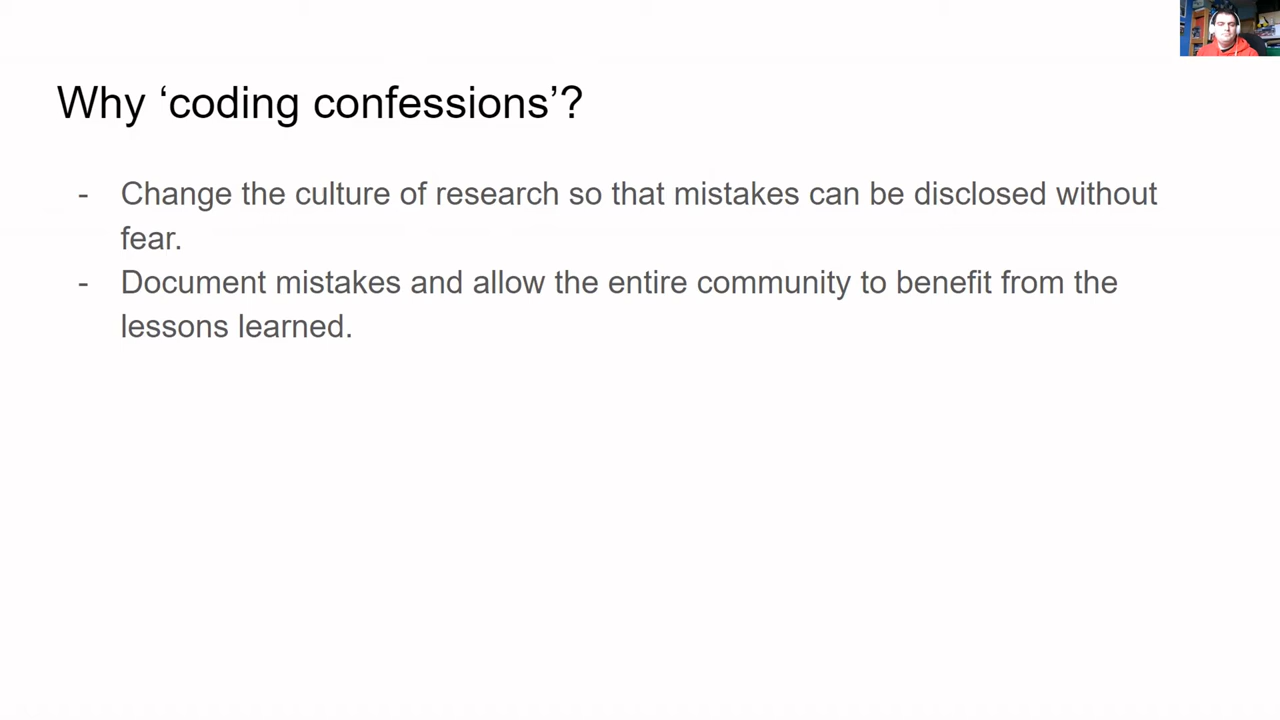 Why ‘coding confessions’?
- Change the culture of research so that mistakes can be disclosed without
fear.
- Document mistakes and allow the entire community to benefit from the
lessons learned.